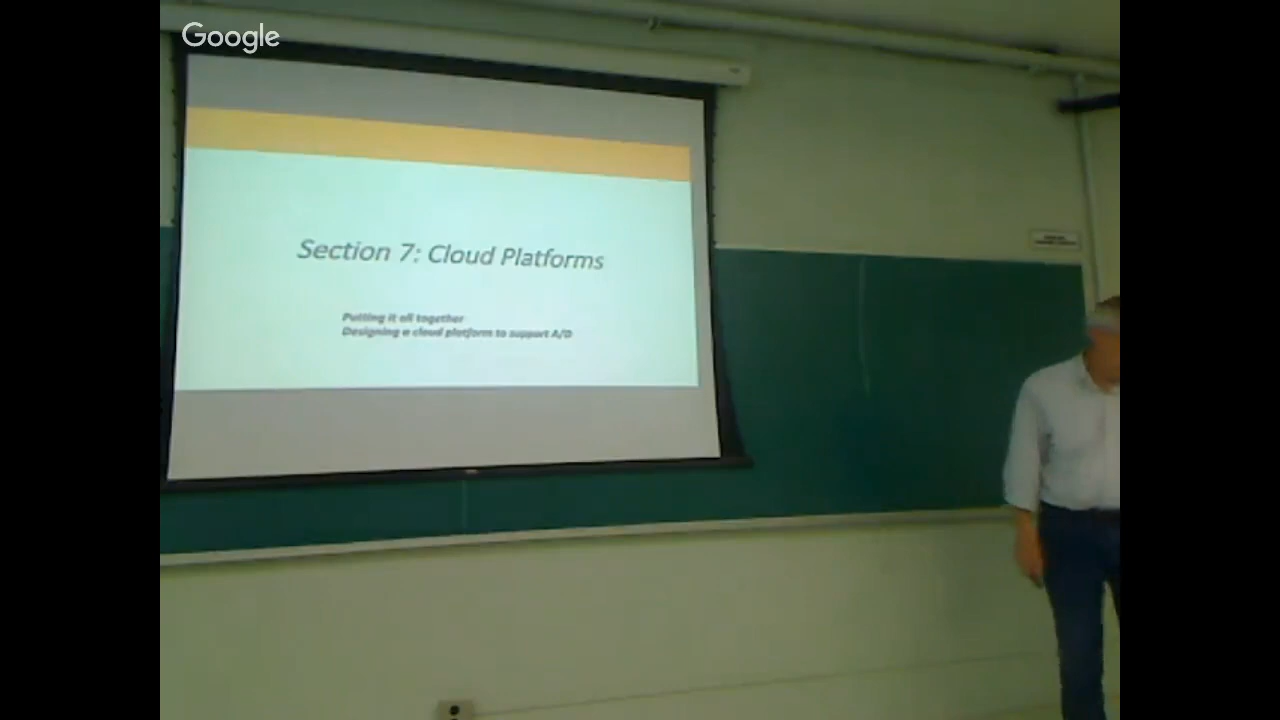 Google
Section 7: Cloud Platforms
Putting it all together
Designing a cloud platform to support A/D